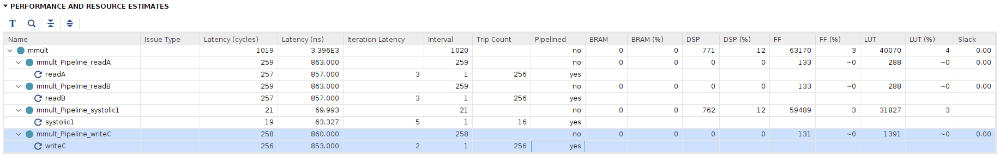 PERFORMANCE AND RESOURCE ESTIMATES
T
Name Issue Type Latency (cycles) Latency (ns) Iteration Latency Interval Trip Count Pipelined BRAM BRAM (%) DSP DSP (%) FF FF (%) LUT LUT (%) Slack
mmult 1019 3.396E3 1020 no 0 0 771 12 63170 3 40070 4 0.00
mmult_Pipeline_readA 259 863.000 259 no 0 0 0 0 133 ~0 288 ~0 0.00
readA 257 857.000 3 1 256 yes
mmult_Pipeline_readB 259 863.000 259 no 0 0 0 0 133 ~0 288 ~0 0.00
readB 257 857.000 3 1 256 yes
mmult_Pipeline_systolic1 21 69.993 21 no 0 0 762 12 59489 3 31827 3
systolic1 19 63.327 5 1 16 yes
mmult_Pipeline_writeC 258 860.000 258 no 0 0 0 0 131 ~0 1391 ~0 0.00
writeC 256 853.000 2 1 256 yes